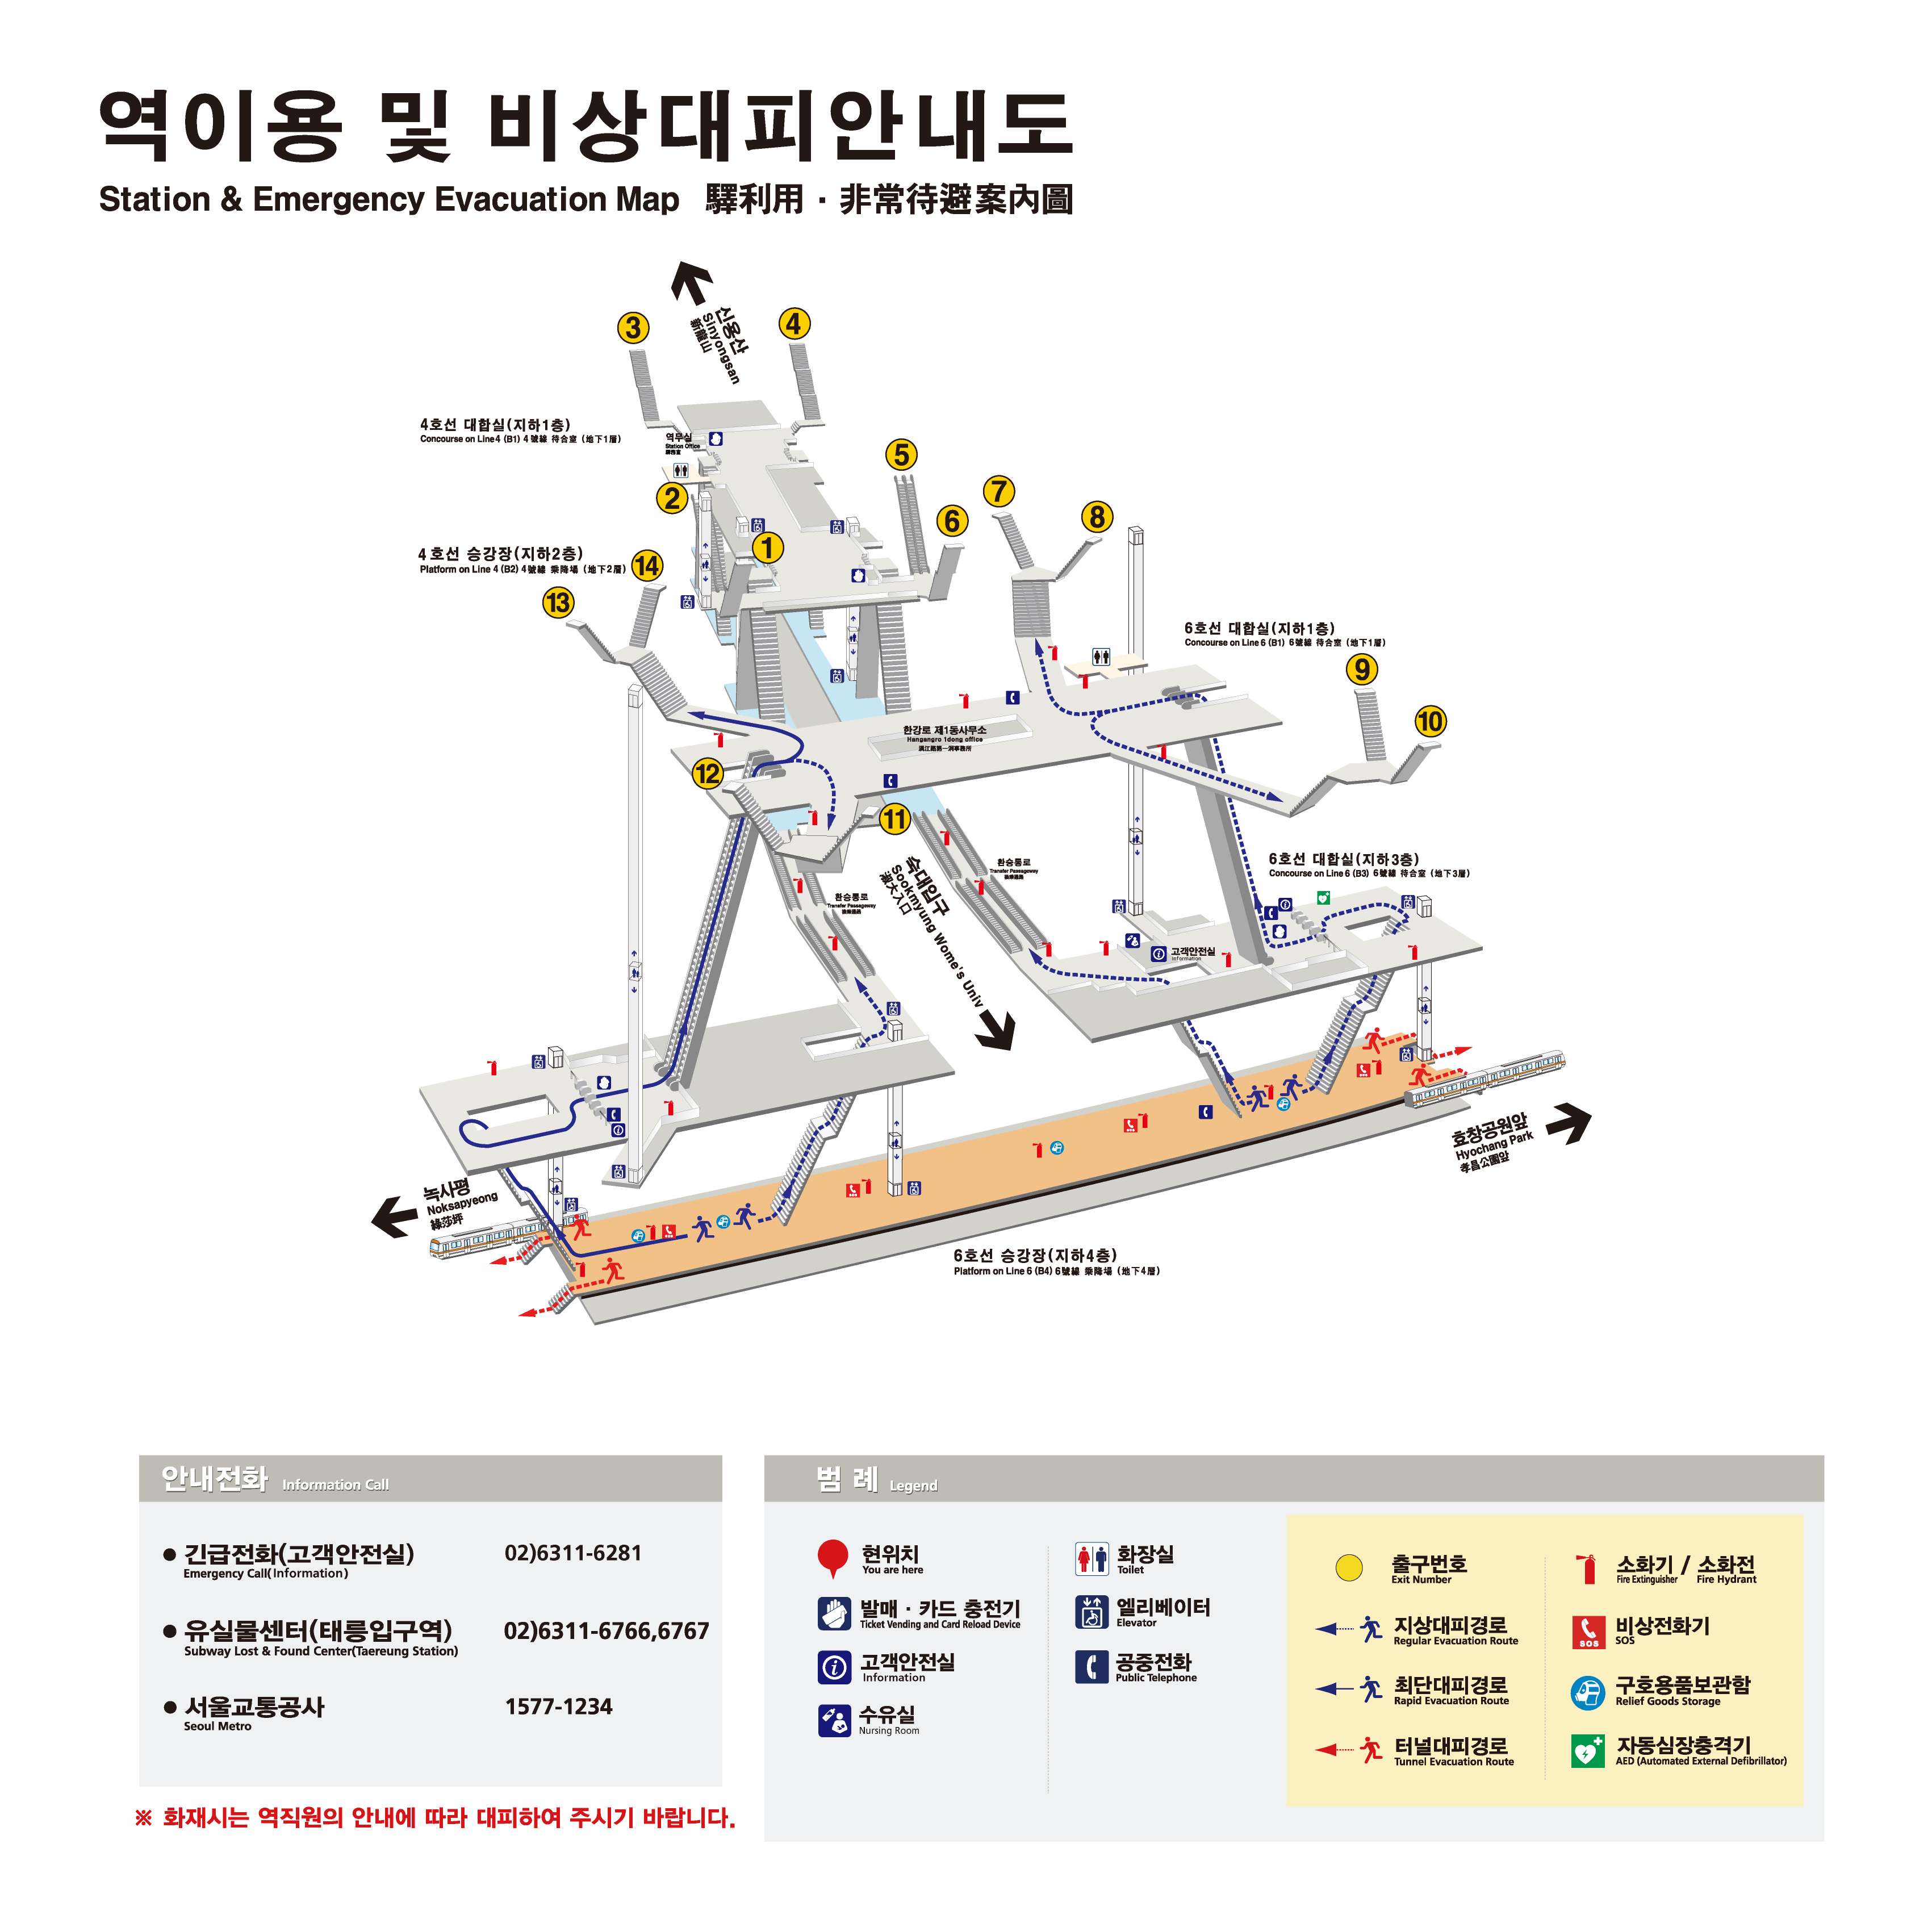 역이용 및 비상대피안내도
Station & Emergency Evacuation Map 驛利用 · 非常待避案內圖
신용산
Sinyongsan
新龍山
3
4
4호선 대합실(지하1층)
Concourse on Line4 (B1) 4號線 待合室 (地下1層)
역무실
Station Office
驛務室
5
2
7
6
8
1
4호선 승강장(지하2층)
Platform on Line 4 (B2) 4號線 乘降場 (地下2層)
14
13
6호선 대합실(지하1층)
Concourse on Line 6 (B1) 6號線 待合室 (地下1層)
9
10
한강로 제1동사무소
Hangangro 1dong office
漢江路第一洞事務所
12
11
숙대입구
Sookmyung Wome's Univ
淑大入口
환승통로
Transfer Passageway
換乘通路
환승통로
Transfer Passageway
換乘通路
6호선 대합실(지하3층)
Concourse on Line 6 (B3) 6號線 待合室 (地下3層)
고객안전실
Information
효창공원앞
Hyochang Park
孝昌公園앞
녹사평
Noksapyeong
綠莎坪
SOS
SOS
SOS
SOS
6호선 승강장(지하4층)
Platform on Line 6 (B4) 6號線 乘降場 (地下4層)
안내전화 Information Call
긴급전화(고객안전실) 02)6311-6281
Emergency Call(Information)
유실물센터(태릉입구역) 02)6311-6766,6767
Subway Lost & Found Center(Taereung Station)
서울교통공사 1577-1234
Seoul Metro
※ 화재시는 역직원의 안내에 따라 대피하여 주시기 바랍니다.
범 례 Legend
현위치
You are here
발매 · 카드 충전기
Ticket Vending and Card Reload Device
고객안전실
Information
수유실
Nursing Room
화장실
Toilet
엘리베이터
Elevator
공중전화
Public Telephone
출구번호
Exit Number
지상대피경로
Regular Evacuation Route
최단대피경로
Rapid Evacuation Route
터널대피경로
Tunnel Evacuation Route
소화기 / 소화전
Fire Extinguisher Fire Hydrant
SOS
비상전화기
SOS
구호용품보관함
Relief Goods Storage
자동심장충격기
AED (Automated External Defibrillator)